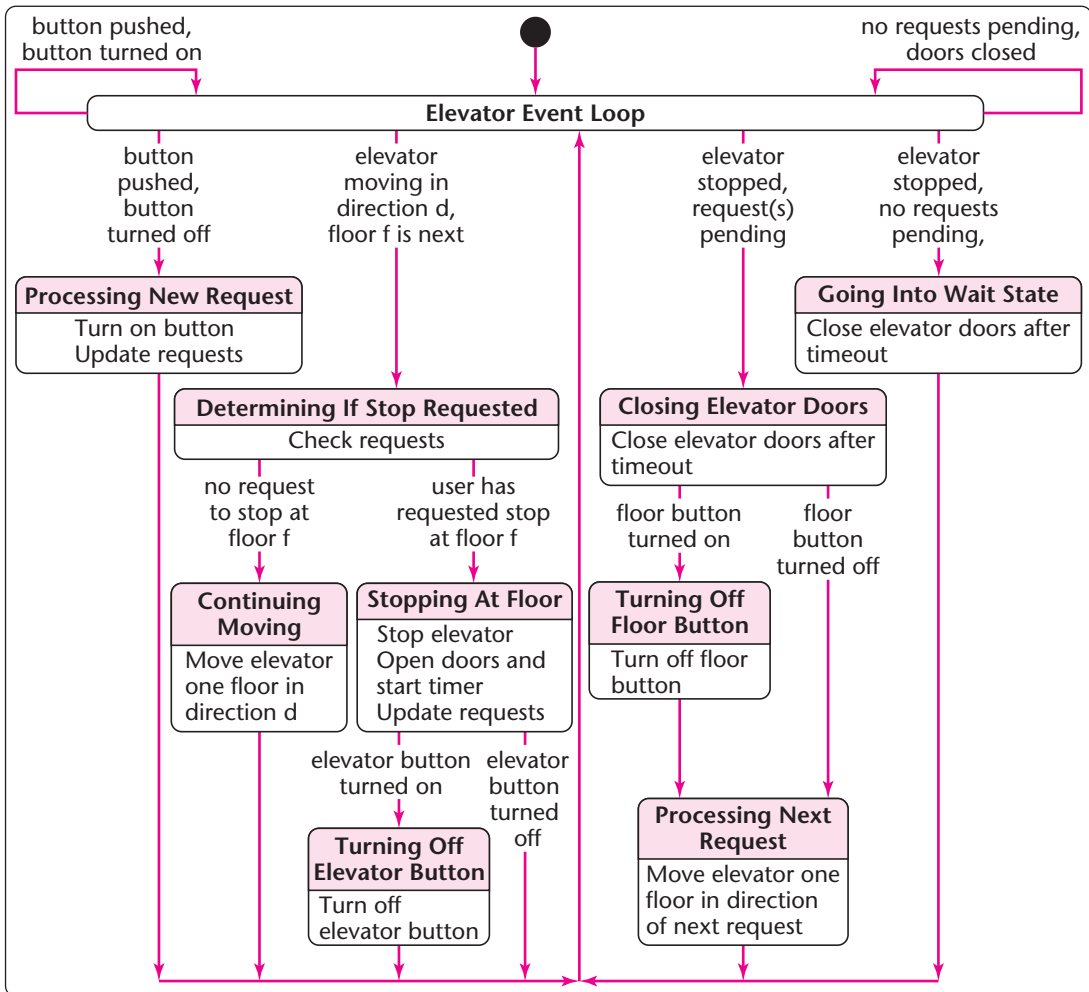 button pushed,
button turned on
no requests pending,
doors closed
Elevator Event Loop
button
pushed,
button
turned off
elevator
moving in
direction d,
floor f is next
elevator
stopped,
request(s)
pending
elevator
stopped,
no requests
pending,
Processing New Request
Turn on button
Update requests
Going Into Wait State
Close elevator doors after
timeout
Determining If Stop Requested
Check requests
Closing Elevator Doors
Close elevator doors after
timeout
no request
to stop at
floor f
user has
requested stop
at floor f
floor button
turned on
floor
button
turned off
Continuing
Moving
Move elevator
one floor in
direction d
Stopping At Floor
Stop elevator
Open doors and
start timer
Update requests
Turning Off
Floor Button
Turn off floor
button
elevator button
turned on
elevator
button
turned
off
Turning Off
Elevator Button
Turn off
elevator button
Processing Next
Request
Move elevator one
floor in direction
of next request